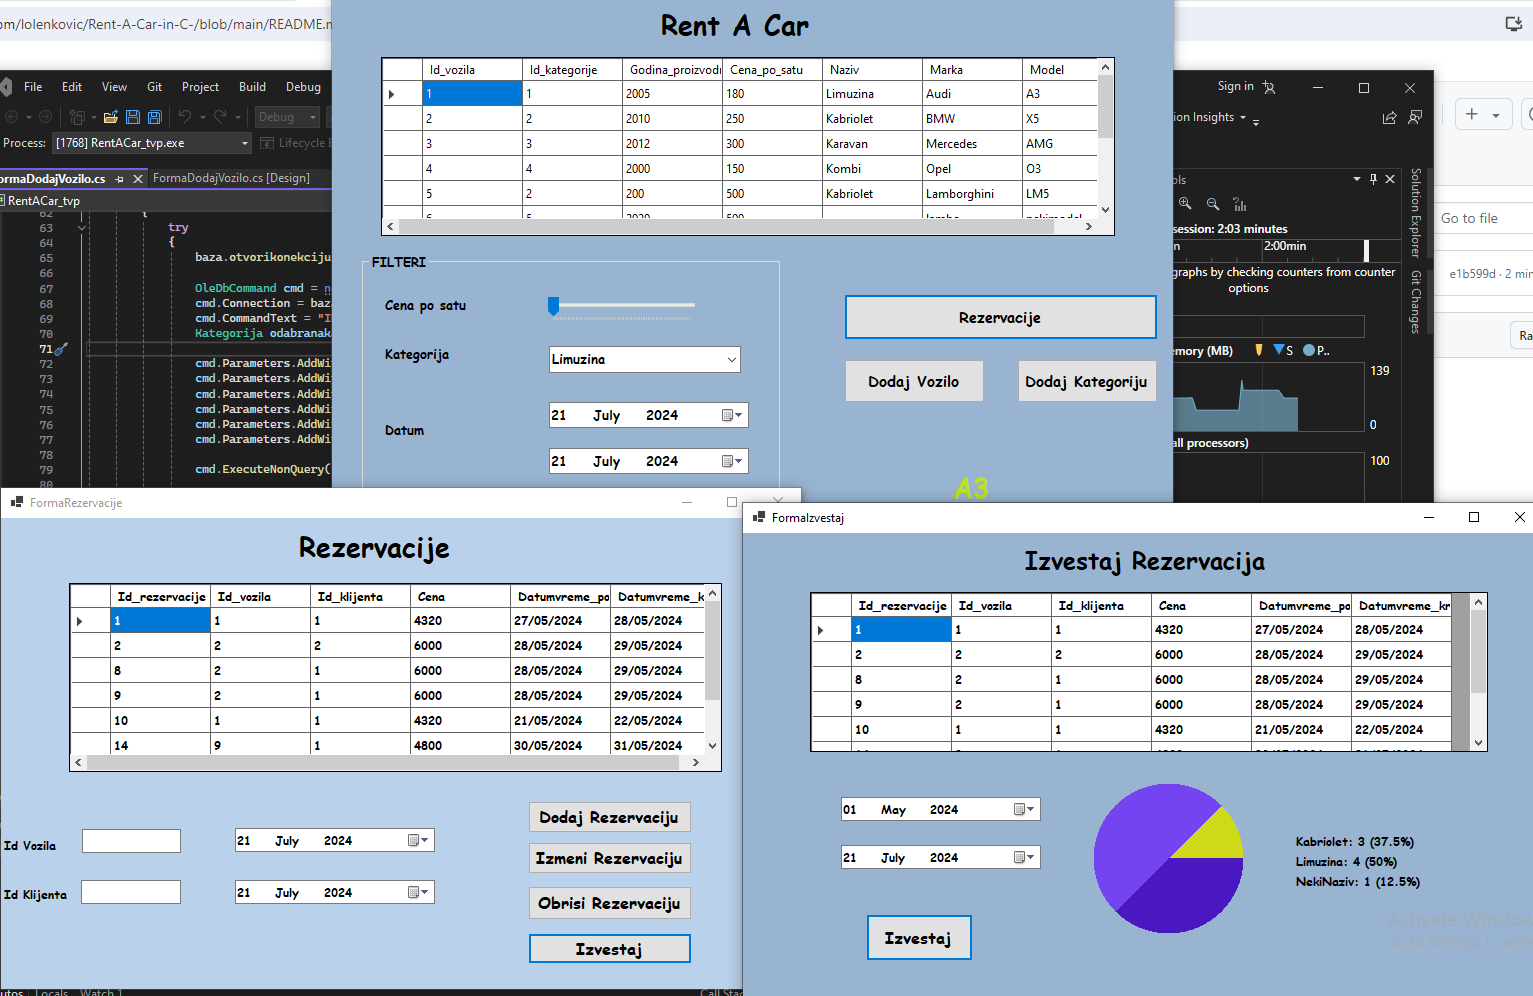 om/lolenkovic/Rent-A-Car-in-C-/blob/main/README.m
Rent A Car
Id_vozila Id_kategorije Godina_proizvodn Cena_po_satu Naziv Marka Model
1 1 2005 180 Limuzina Audi A3
2 2 2010 250 Kabriolet BMW X5
3 3 2012 300 Karavan Mercedes AMG
4 4 2000 150 Kombi Opel O3
5 2 200 500 Kabriolet Lamborghini LM5
File Edit View Git Project Build Debug
Debug
Process: [1768] RentACar_tvp.exe Lifecycle E
ormaDodajVozilo.cs FormaDodajVozilo.cs [Design]
RentACar_tvp
62
63 try
64 {
65 baza.otvorikonekciju
66
67 OleDbCommand cmd = n
68 cmd.Connection = baz
69 cmd.CommandText = "I
70 Kategorija odabranaka
71
72 cmd.Parameters.AddWi
73 cmd.Parameters.AddWi
74 cmd.Parameters.AddWi
75 cmd.Parameters.AddWi
76 cmd.Parameters.AddWi
77 cmd.Parameters.AddWi
78
79 cmd.ExecuteNonQuery(
80
FILTERI
Cena po satu
Kategorija
Limuzina
Datum
21 July 2024
21 July 2024
Rezervacije
Dodaj Vozilo
Dodaj Kategoriju
A3
Sign in
ion Insights
ols
session: 2:03 minutes
2:00min
graphs by checking counters from counter
options
emory (MB) S P..
139
0
all processors)
100
Solution Explorer
Git Changes
Go to file
e1b599d · 2 min
Ra
FormaRezervacije
Rezervacije
Id_rezervacije Id_vozila Id_klijenta Cena Datumvreme_po Datumvreme_k
1 1 1 4320 27/05/2024 28/05/2024
2 2 2 6000 28/05/2024 29/05/2024
8 2 1 6000 28/05/2024 29/05/2024
9 2 1 6000 28/05/2024 29/05/2024
10 1 1 4320 21/05/2024 22/05/2024
14 9 1 4800 30/05/2024 31/05/2024
Id Vozila
21 July 2024
Id Klijenta
21 July 2024
Dodaj Rezervaciju
Izmeni Rezervaciju
Obrisi Rezervaciju
Izvestaj
FormaIzvestaj
Izvestaj Rezervacija
Id_rezervacije Id_vozila Id_klijenta Cena Datumvreme_po Datumvreme_kr
1 1 1 4320 27/05/2024 28/05/2024
2 2 2 6000 28/05/2024 29/05/2024
8 2 1 6000 28/05/2024 29/05/2024
9 2 1 6000 28/05/2024 29/05/2024
10 1 1 4320 21/05/2024 22/05/2024
01 May 2024
21 July 2024
Izvestaj
Kabriolet: 3 (37.5%)
Limuzina: 4 (50%)
NekiNaziv: 1 (12.5%)
Activate Window
Go to Settings to acti
utos Locals Watch 1
Call Stac